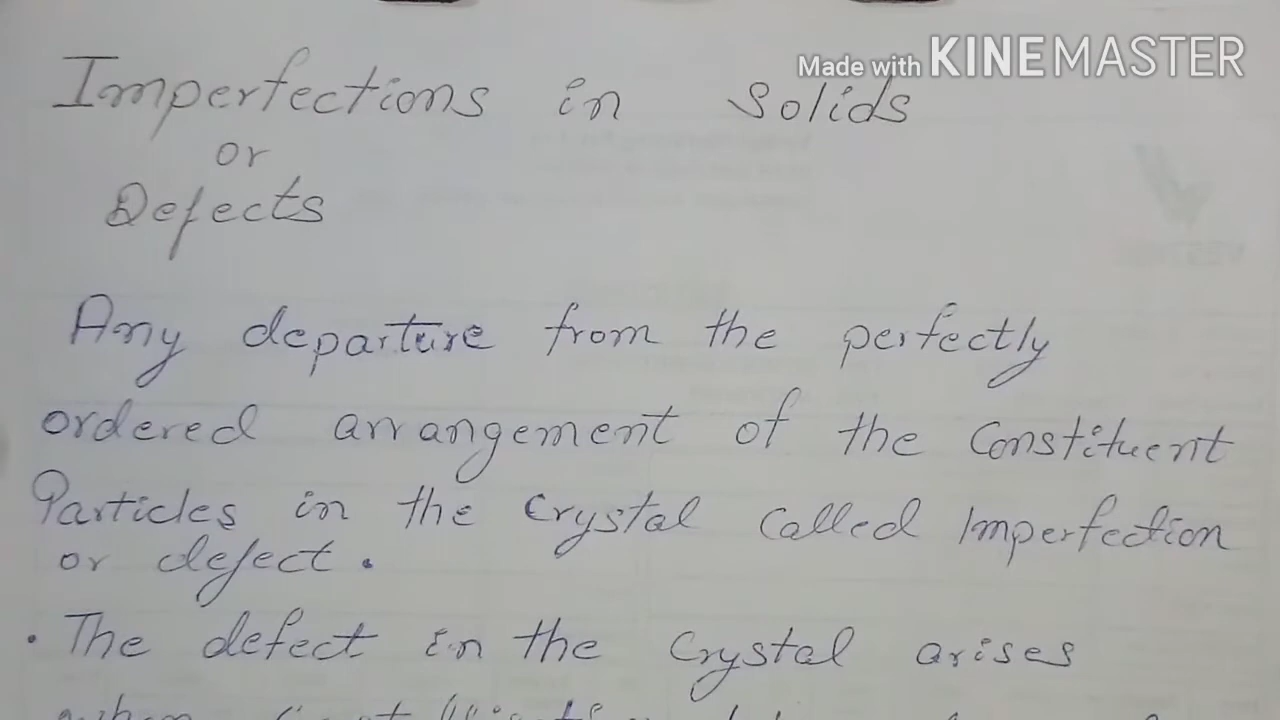 Made with KINEMASTER
Imperfections in Solids
or
Defects
Any departure from the perfectly
ordered arrangement of the Constituent
Particles in the Crystal Called Imperfection
or defect.
. The defect in the Crystal arises
when